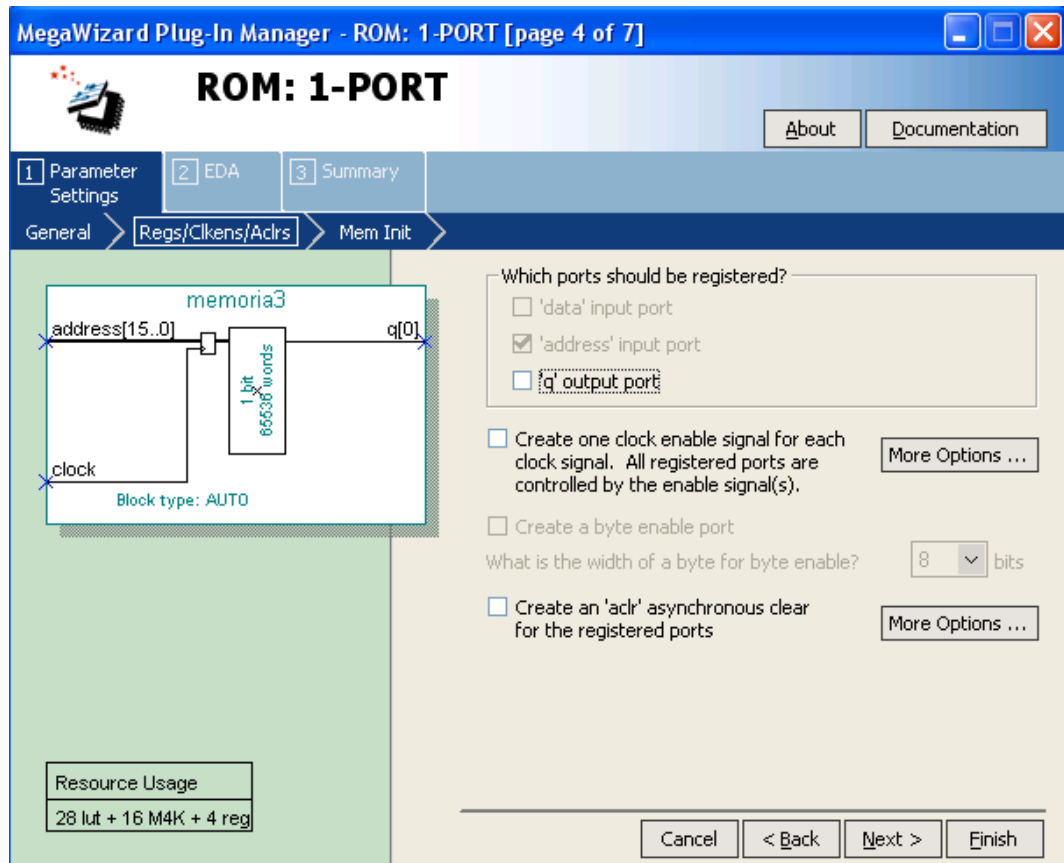 MegaWizard Plug-In Manager - ROM: 1-PORT [page 4 of 7]
ROM: 1-PORT
About
Documentation
1 Parameter Settings
2 EDA
3 Summary
General
Regs/Clkens/Aclrs
Mem Init
memoria3
address[15..0]
q[0]
1 bit
x
65536 words
clock
Block type: AUTO
Resource Usage
28 lut + 16 M4K + 4 reg
Which ports should be registered?
'data' input port
'address' input port
'q' output port
Create one clock enable signal for each
clock signal. All registered ports are
controlled by the enable signal(s).
More Options ...
Create a byte enable port
What is the width of a byte for byte enable?
8
bits
Create an 'aclr' asynchronous clear
for the registered ports
More Options ...
Cancel
< Back
Next >
Finish